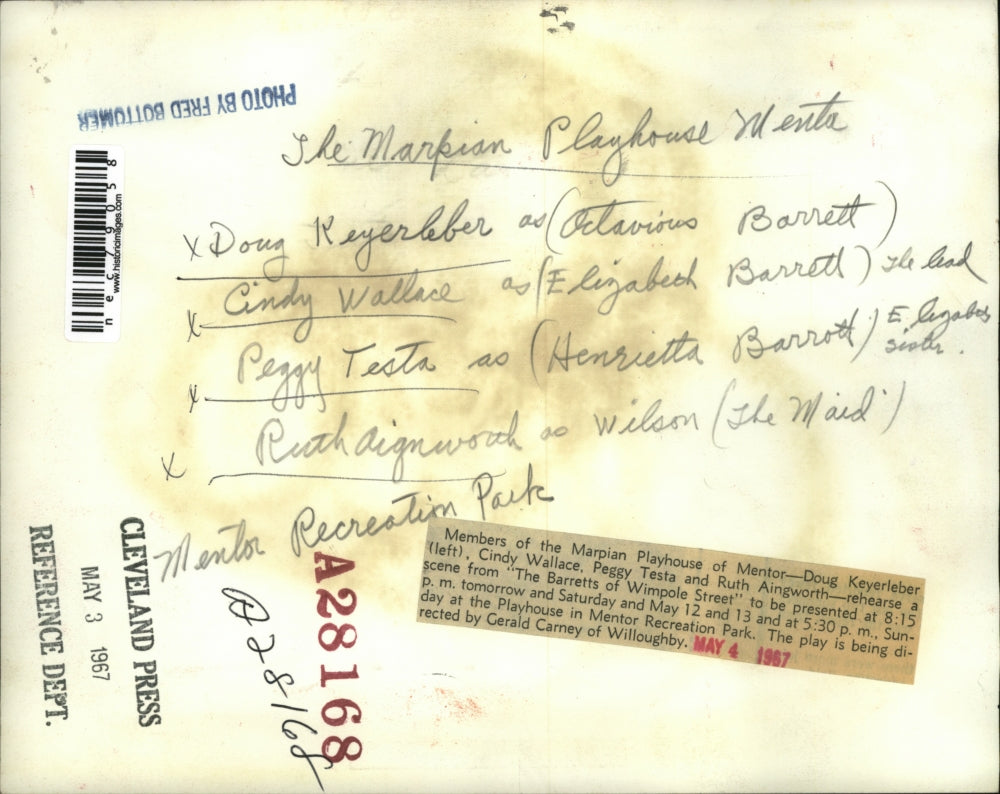 PHOTO BY FRED BOTTOMER
The Marpian Playhouse Mentor
X Doug Keyerleber as (Octavious Barrett)
X Cindy Wallace as (Elizabeth Barrett) The lead
X Peggy Testa as (Henrietta Barrott) Elizabeths sister.
X Ruth Aignworth as Wilson (The Maid)
Mentor Recreation Park
Members of the Marpian Playhouse of Mentor—Doug Keyerleber
(left), Cindy Wallace, Peggy Testa and Ruth Aingworth—rehearse a
scene from "The Barretts of Wimpole Street" to be presented at 8:15
p. m. tomorrow and Saturday and May 12 and 13 and at 5:30 p. m., Sun-
day at the Playhouse in Mentor Recreation Park. The play is being di-
rected by Gerald Carney of Willoughby. MAY 4 1967
A28168
A28168
CLEVELAND PRESS
MAY 3 1967
REFERENCE DEPT.
nec79058
www.historicimages.com